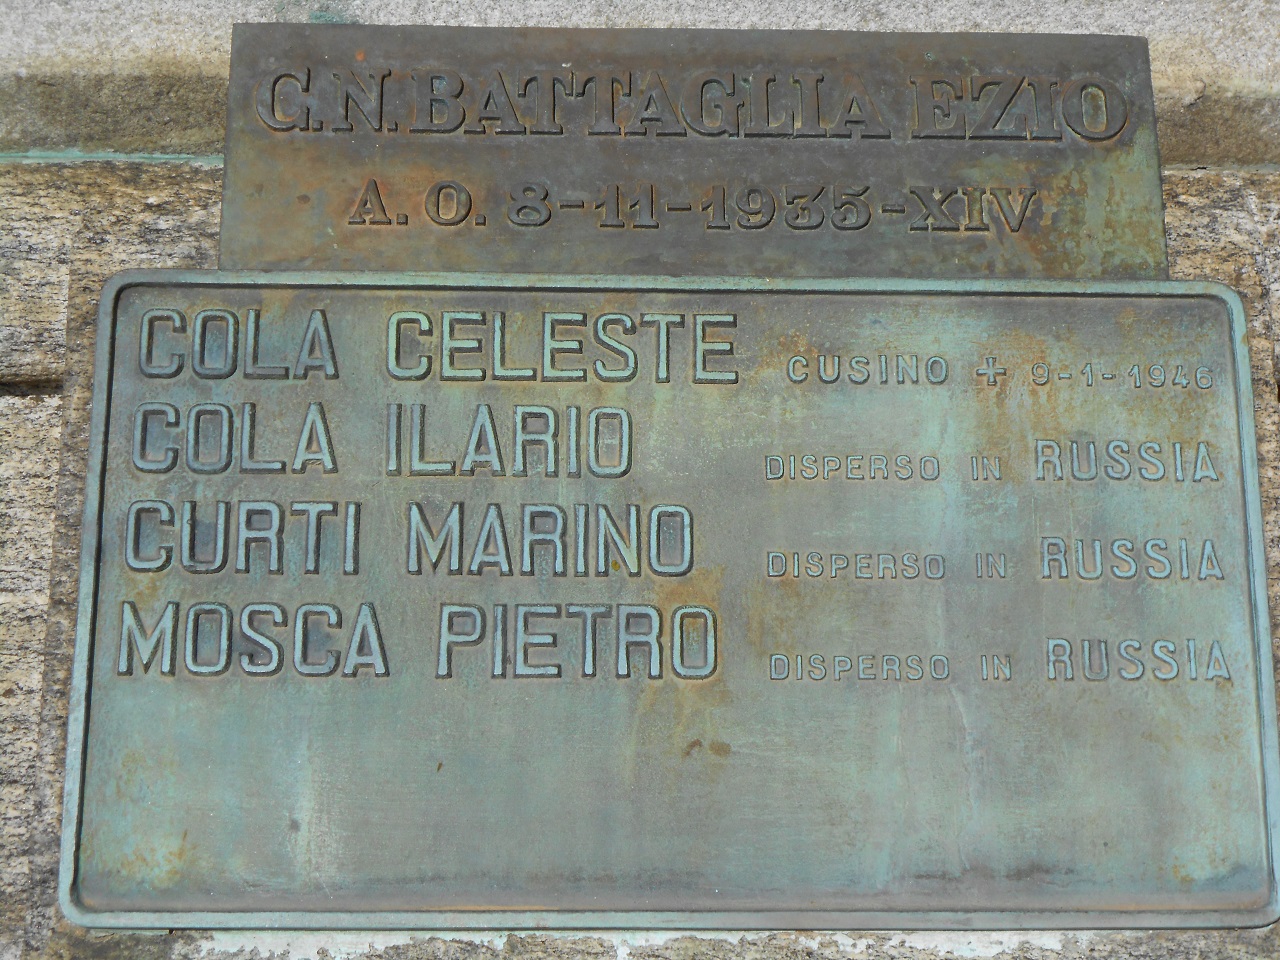 C.N. BATTAGLIA EZIO
A.O. 8-11-1935-XIV
COLA CELESTE CUSINO + 9-1-1946
COLA ILARIO DISPERSO IN RUSSIA
CURTI MARINO DISPERSO IN RUSSIA
MOSCA PIETRO DISPERSO IN RUSSIA